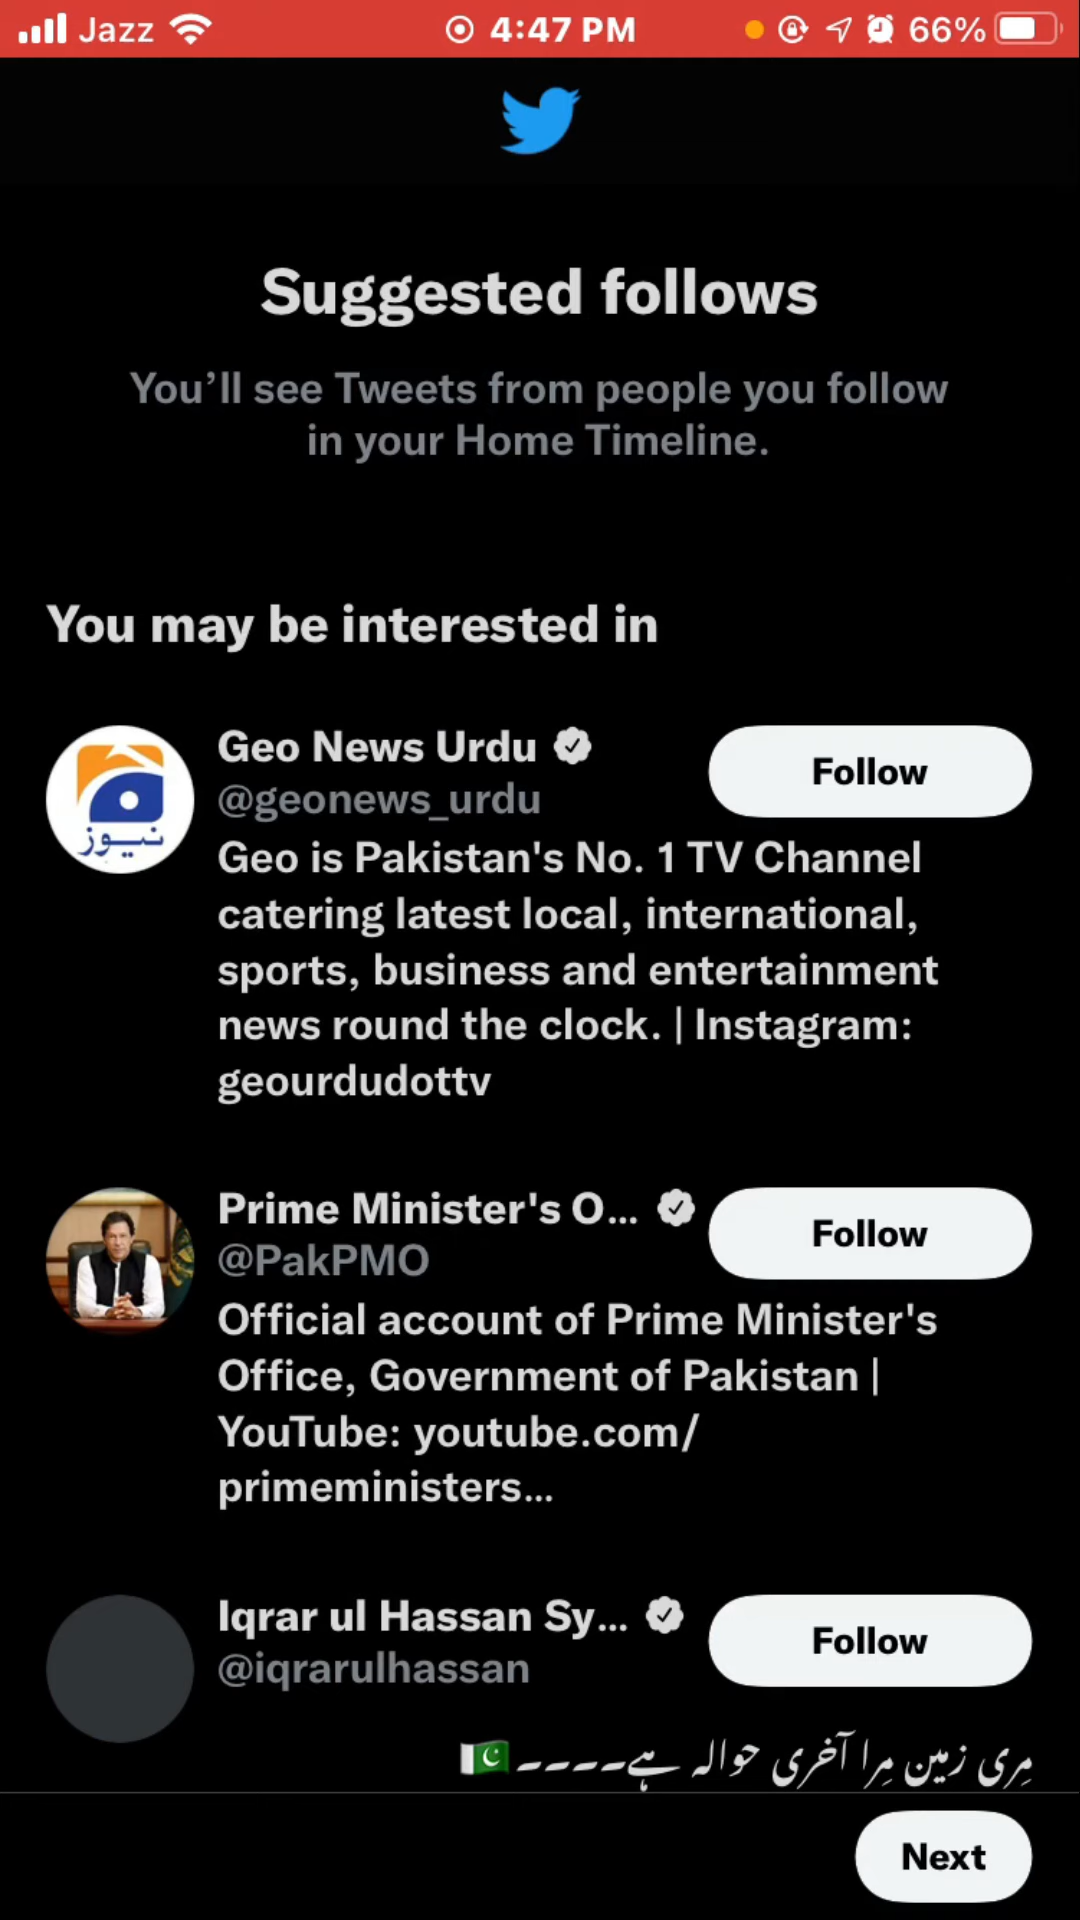 Jazz 4:47 PM 66%
Suggested follows
You’ll see Tweets from people you follow
in your Home Timeline.
You may be interested in
Geo News Urdu
@geonews_urdu
Follow
Geo is Pakistan's No. 1 TV Channel
catering latest local, international,
sports, business and entertainment
news round the clock. | Instagram:
geourdudottv
نیوز
Prime Minister's O...
@PakPMO
Follow
Official account of Prime Minister's
Office, Government of Pakistan |
YouTube: youtube.com/
primeministers...
Iqrar ul Hassan Sy...
@iqrarulhassan
Follow
مِری زمین مِرا آخری حوالہ ہے۔۔۔۔ 🇵🇰
Next